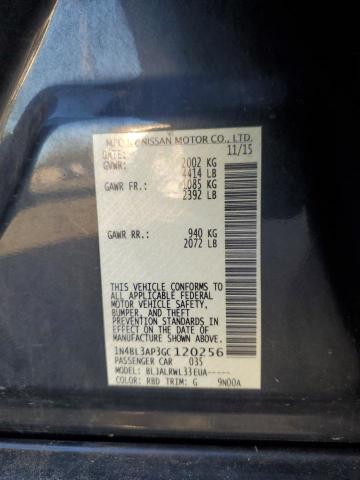 MFD. BY NISSAN MOTOR CO., LTD.
DATE: 11/15
GVWR: 2002 KG
4414 LB
GAWR FR.: 1085 KG
2392 LB
GAWR RR.: 940 KG
2072 LB
THIS VEHICLE CONFORMS TO
ALL APPLICABLE FEDERAL
MOTOR VEHICLE SAFETY,
BUMPER, AND THEFT
PREVENTION STANDARDS
IN EFFECT ON THE DATE OF
MANUFACTURE SHOWN ABOVE.
1N4BL3AP3GC120256
PASSENGER CAR 035
MODEL: BLJALRWL33EUA-----
COLOR: RBD TRIM: G 9N00A